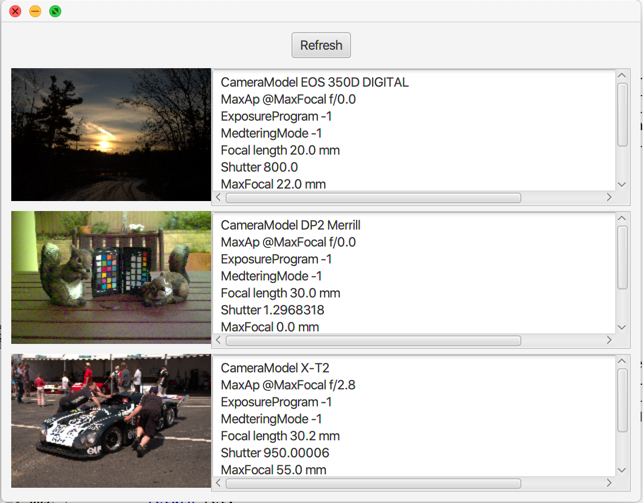 Refresh
CameraModel EOS 350D DIGITAL
MaxAp @MaxFocal f/0.0
ExposureProgram -1
MedteringMode -1
Focal length 20.0 mm
Shutter 800.0
MaxFocal 22.0 mm
CameraModel DP2 Merrill
MaxAp @MaxFocal f/0.0
ExposureProgram -1
MedteringMode -1
Focal length 30.0 mm
Shutter 1.2968318
MaxFocal 0.0 mm
CameraModel X-T2
MaxAp @MaxFocal f/2.8
ExposureProgram -1
MedteringMode -1
Focal length 30.2 mm
Shutter 950.00006
MaxFocal 55.0 mm
elf